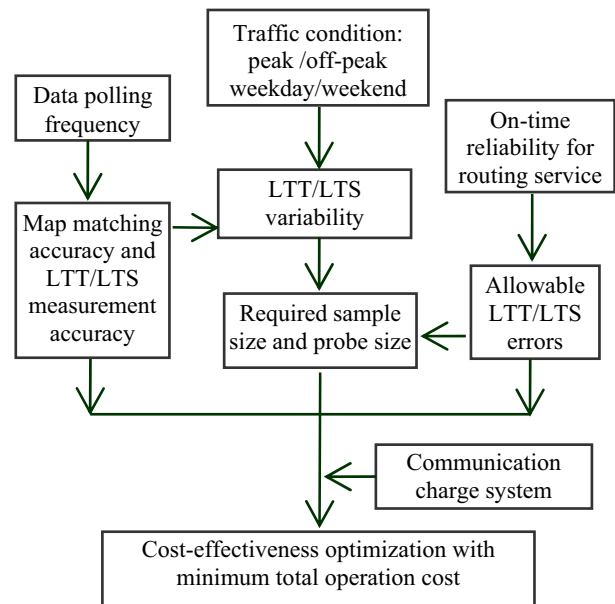 Traffic condition:
peak /off-peak
weekday/weekend
Data polling
frequency
On-time
reliability for
routing service
LTT/LTS
variability
Map matching
accuracy and
LTT/LTS
measurement
accuracy
Required sample
size and probe size
Allowable
LTT/LTS
errors
Communication
charge system
Cost-effectiveness optimization with
minimum total operation cost